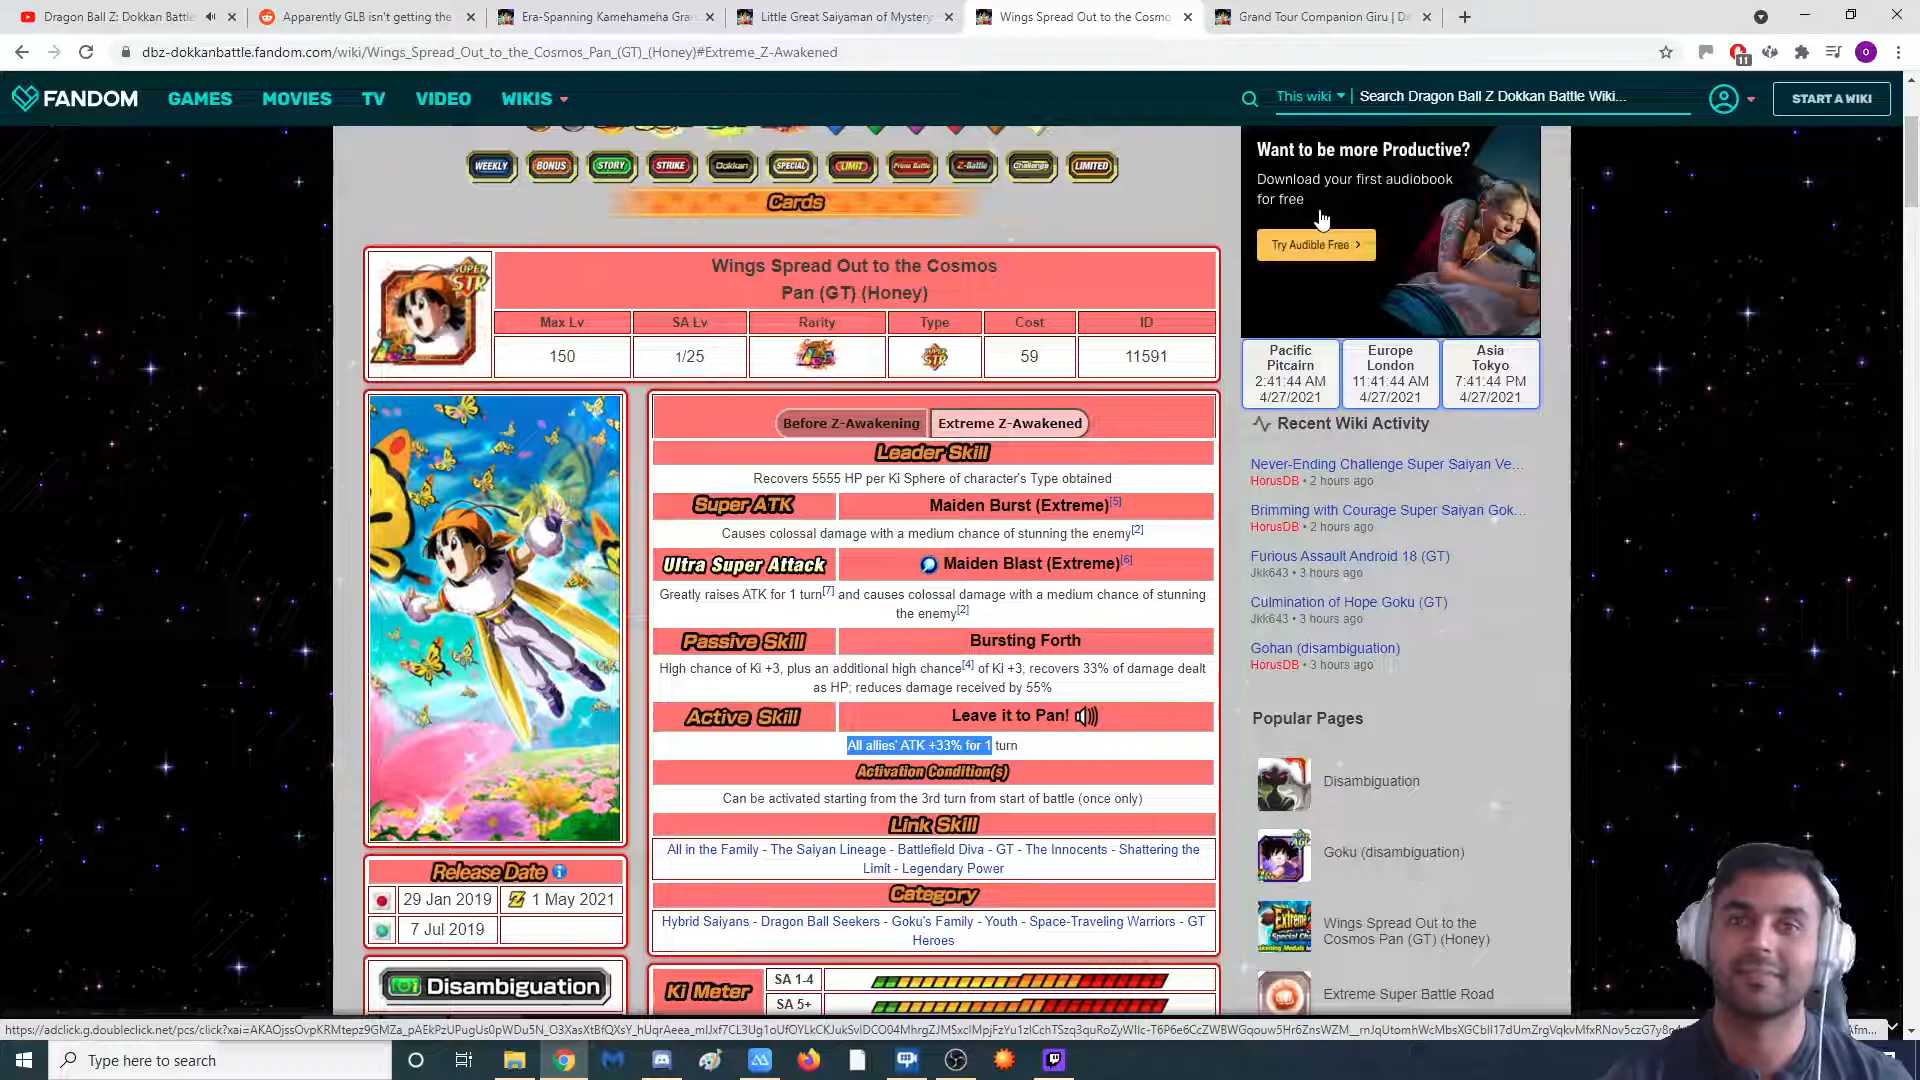 Dragon Ball Z: Dokkan Battle
Apparently GLB isn't getting the
Era-Spanning Kamehameha Gra
Little Great Saiyaman of Mystery
Wings Spread Out to the Cosmo
Grand Tour Companion Giru | D
dbz-dokkanbattle.fandom.com/wiki/Wings_Spread_Out_to_the_Cosmos_Pan_(GT)_(Honey)#Extreme_Z-Awakened
11
O
FANDOM GAMES MOVIES TV VIDEO WIKIS
This wiki Search Dragon Ball Z Dokkan Battle Wiki...
START A WIKI
WEEKLY BONUS STORY STRIKE Dokkan SPECIAL LIMIT Prime Battle Z-Battle Challenge LIMITED
Cards
Want to be more Productive?
Download your first audiobook
for free
Try Audible Free >
Wings Spread Out to the Cosmos
Pan (GT) (Honey)
SUPER STR
LR
Max Lv SA Lv Rarity Type Cost ID
150 1/25 LR SUPER STR 59 11591
Pacific Pitcairn
2:41:44 AM
4/27/2021
Europe London
11:41:44 AM
4/27/2021
Asia Tokyo
7:41:44 PM
4/27/2021
Before Z-Awakening Extreme Z-Awakened
Leader Skill
Recovers 5555 HP per Ki Sphere of character's Type obtained
Super ATK Maiden Burst (Extreme)[5]
Causes colossal damage with a medium chance of stunning the enemy[2]
Ultra Super Attack Maiden Blast (Extreme)[6]
Greatly raises ATK for 1 turn[7] and causes colossal damage with a medium chance of stunning
the enemy[2]
Passive Skill Bursting Forth
High chance of Ki +3, plus an additional high chance[4] of Ki +3; recovers 33% of damage dealt
as HP; reduces damage received by 55%
Active Skill Leave it to Pan!
All allies' ATK +33% for 1 turn
Activation Condition(s)
Can be activated starting from the 3rd turn from start of battle (once only)
Link Skill
All in the Family - The Saiyan Lineage - Battlefield Diva - GT - The Innocents - Shattering the
Limit - Legendary Power
Category
Hybrid Saiyans - Dragon Ball Seekers - Goku's Family - Youth - Space-Traveling Warriors - GT
Heroes
Ki Meter
SA 1-4
SA 5+
Release Date
29 Jan 2019 Z 1 May 2021
7 Jul 2019
Disambiguation
Recent Wiki Activity
Never-Ending Challenge Super Saiyan Ve...
HorusDB • 2 hours ago
Brimming with Courage Super Saiyan Gok...
HorusDB • 2 hours ago
Furious Assault Android 18 (GT)
Jkk643 • 3 hours ago
Culmination of Hope Goku (GT)
Jkk643 • 3 hours ago
Gohan (disambiguation)
HorusDB • 3 hours ago
Popular Pages
Disambiguation
Goku (disambiguation)
Wings Spread Out to the
Cosmos Pan (GT) (Honey)
Extreme Super Battle Road
Type here to search